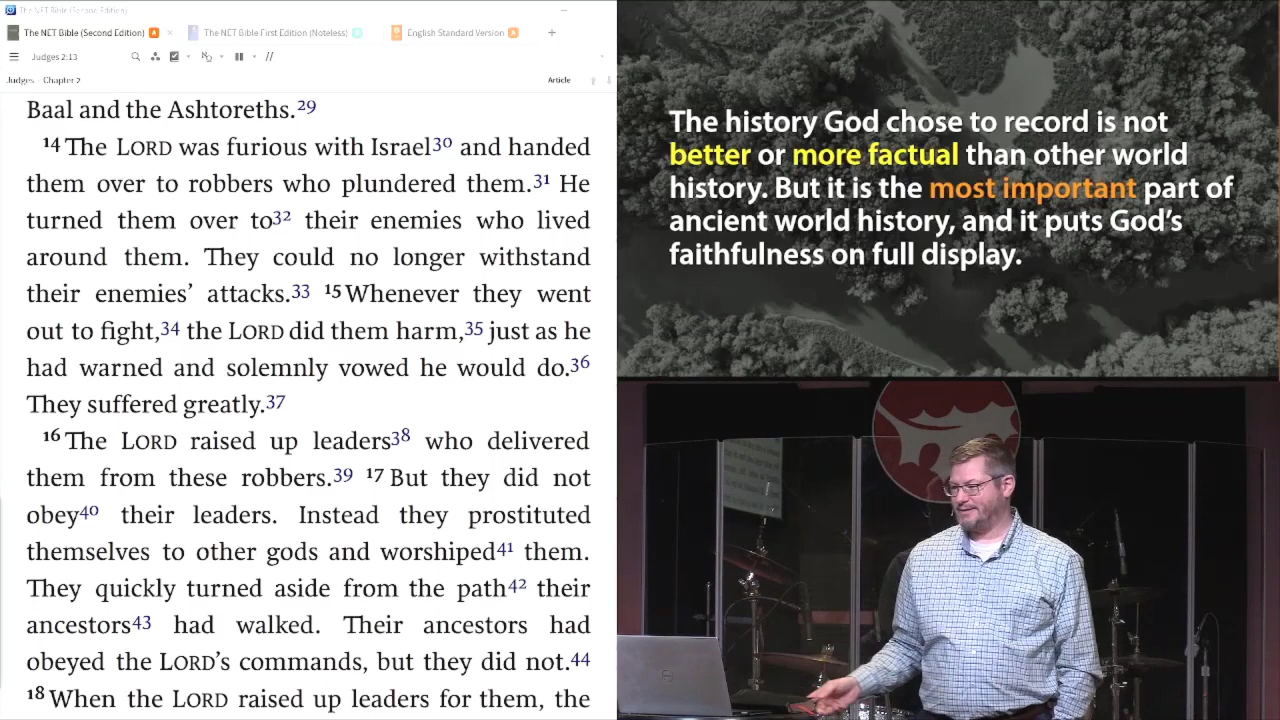 The NET Bible (Second Edition)
The NET Bible (Second Edition) A × The NET Bible First Edition (Noteless) English Standard Version A +
Judges 2:13
Judges Chapter 2 Article
Baal and the Ashtoreths.29
14 The LORD was furious with Israel30 and handed
them over to robbers who plundered them.31 He
turned them over to32 their enemies who lived
around them. They could no longer withstand
their enemies’ attacks.33 15 Whenever they went
out to fight,34 the LORD did them harm,35 just as he
had warned and solemnly vowed he would do.36
They suffered greatly.37
16 The LORD raised up leaders38 who delivered
them from these robbers.39 17 But they did not
obey40 their leaders. Instead they prostituted
themselves to other gods and worshiped41 them.
They quickly turned aside from the path42 their
ancestors43 had walked. Their ancestors had
obeyed the LORD’s commands, but they did not.44
18 When the LORD raised up leaders for them, the
The history God chose to record is not
better or more factual than other world
history. But it is the most important part of
ancient world history, and it puts God’s
faithfulness on full display.